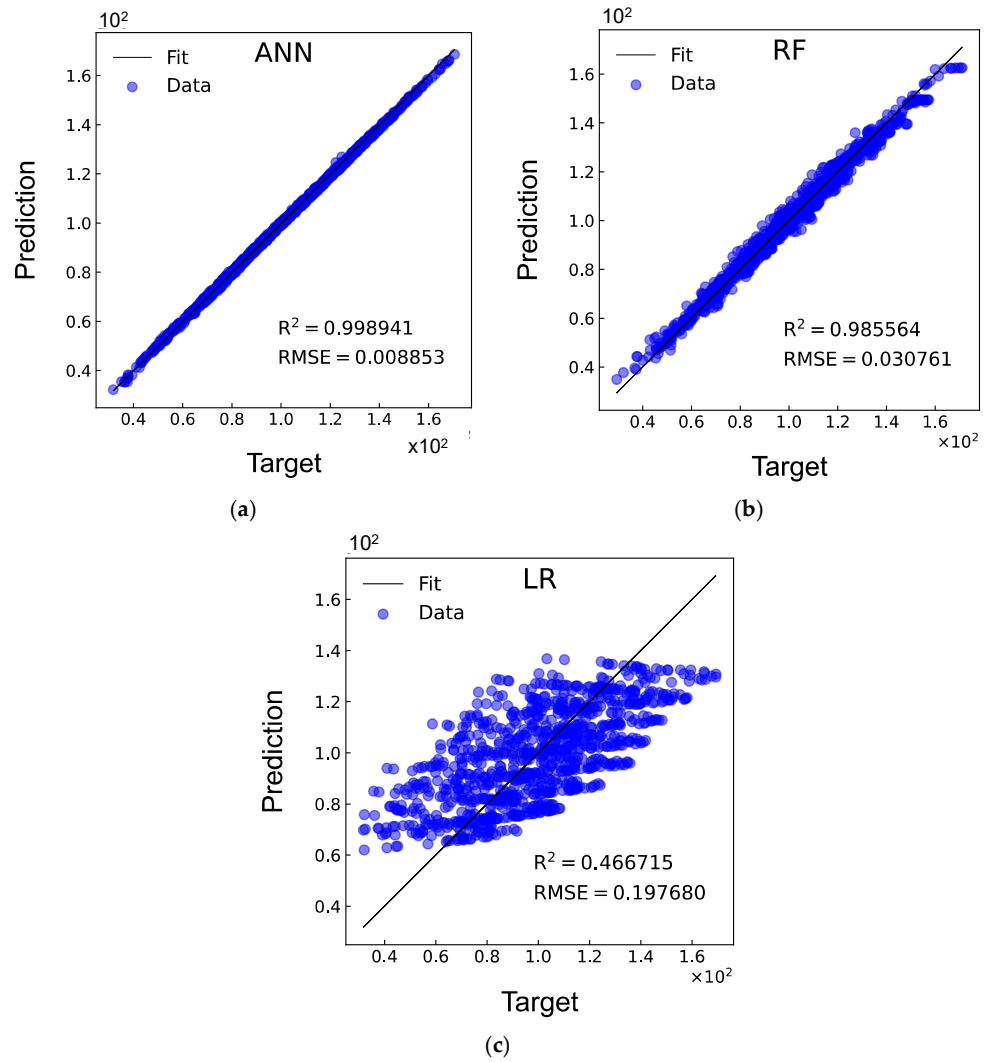 10²
ANN
Fit
Data
1.6
1.4
1.2
1.0
0.8
0.6
0.4
Prediction
R² = 0.998941
RMSE = 0.008853
0.4 0.6 0.8 1.0 1.2 1.4 1.6
x10²
Target
(a)
10²
RF
Fit
Data
1.6
1.4
1.2
1.0
0.8
0.6
0.4
Prediction
R² = 0.985564
RMSE = 0.030761
0.4 0.6 0.8 1.0 1.2 1.4 1.6
×10²
Target
(b)
10²
LR
Fit
Data
1.6
1.4
1.2
1.0
0.8
0.6
0.4
Prediction
R² = 0.466715
RMSE = 0.197680
0.4 0.6 0.8 1.0 1.2 1.4 1.6
×10²
Target
(c)